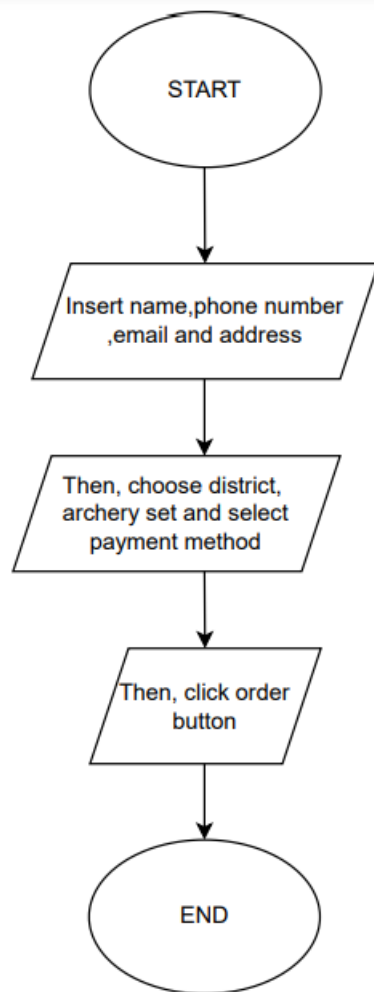 START
Insert name,phone number
,email and address
Then, choose district,
archery set and select
payment method
Then, click order
button
END